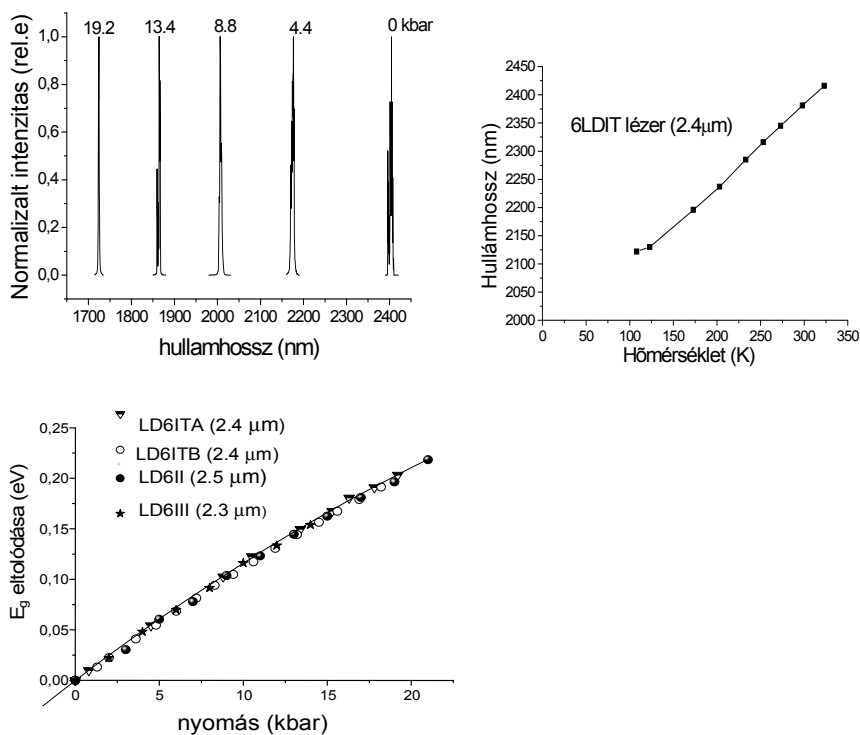 19.2 13.4 8.8 4.4 0 kbar
Normalizalt intenzitas (rel.e)
1,0
0,8
0,6
0,4
0,2
0,0
1700 1800 1900 2000 2100 2200 2300 2400
hullamhossz (nm)
Hullámhossz (nm)
2450
2400
2350
2300
2250
2200
2150
2100
2050
2000
6LDIT lézer (2.4μm)
0 50 100 150 200 250 300 350
Hõmérséklet (K)
LD6ITA (2.4 μm)
LD6ITB (2.4 μm)
LD6II (2.5 μm)
LD6III (2.3 μm)
Eg eltolódása (eV)
0,25
0,20
0,15
0,10
0,05
0,00
0 5 10 15 20
nyomás (kbar)